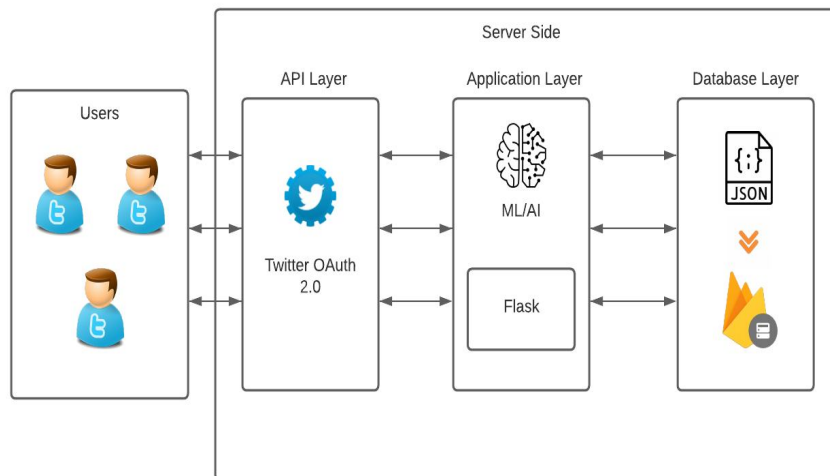 Server Side
API Layer
Application Layer
Database Layer
Users
{;}
JSON
ML/AI
Twitter OAuth
2.0
Flask
t
t
t